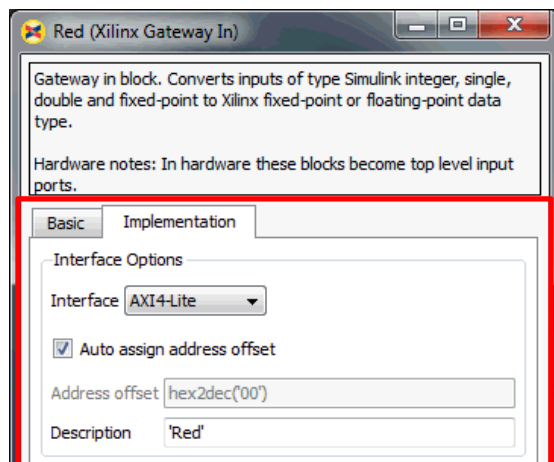 Red (Xilinx Gateway In)
Gateway in block. Converts inputs of type Simulink integer, single,
double and fixed-point to Xilinx fixed-point or floating-point data
type.
Hardware notes: In hardware these blocks become top level input
ports.
Basic Implementation
Interface Options
Interface AXI4-Lite
Auto assign address offset
Address offset hex2dec('00')
Description 'Red'